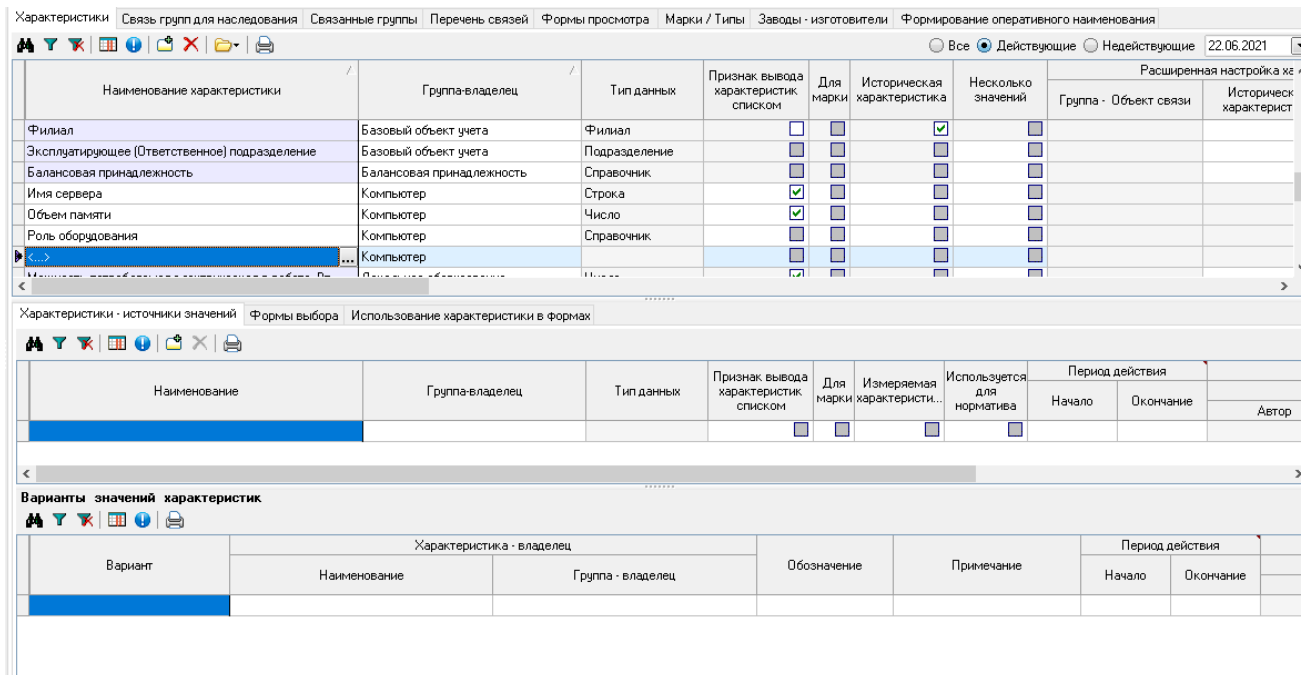 Характеристики Связь групп для наследования Связанные группы Перечень связей Формы просмотра Марки / Типы Заводы - изготовители Формирование оперативного наименования
Все Действующие Недействующие 22.06.2021
Наименование характеристики Группа-владелец Тип данных Признак вывода характеристик списком Для марки Историческая характеристика Несколько значений Расширенная настройка ха
Группа - Объект связи Историческ характерист
Филиал Базовый объект учета Филиал
Эксплуатирующее (Ответственное) подразделение Базовый объект учета Подразделение
Балансовая принадлежность Балансовая принадлежность Справочник
Имя сервера Компьютер Строка
Объем памяти Компьютер Число
Роль оборудования Компьютер Справочник
<...> ... Компьютер
Характеристики - источники значений Формы выбора Использование характеристики в формах
Наименование Группа-владелец Тип данных Признак вывода характеристик списком Для марки Измеряемая характеристи... Используется для норматива Период действия
Начало Окончание Автор
Варианты значений характеристик
Вариант Характеристика - владелец Обозначение Примечание Период действия
Наименование Группа - владелец Начало Окончание